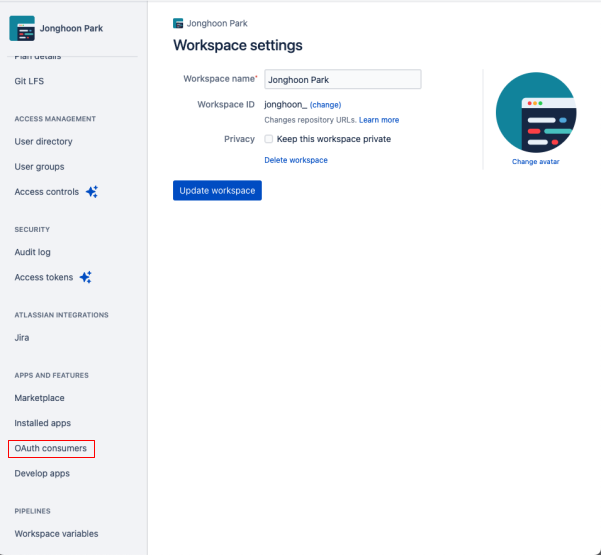 Jonghoon Park
Plan details
Git LFS
ACCESS MANAGEMENT
User directory
User groups
Access controls
SECURITY
Audit log
Access tokens
ATLASSIAN INTEGRATIONS
Jira
APPS AND FEATURES
Marketplace
Installed apps
OAuth consumers
Develop apps
PIPELINES
Workspace variables
Jonghoon Park
Workspace settings
Workspace name* Jonghoon Park
Workspace ID jonghoon_ (change)
Changes repository URLs. Learn more
Privacy Keep this workspace private
Delete workspace
Update workspace
Change avatar